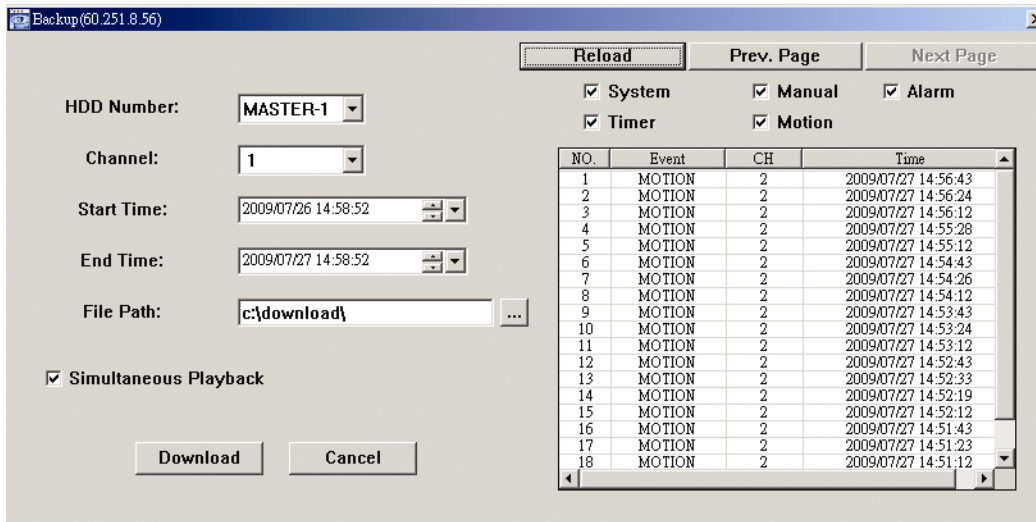 Backup(60.251.8.56)
Reload Prev. Page Next Page
System Manual Alarm
Timer Motion
HDD Number: MASTER-1
Channel: 1
Start Time: 2009/07/26 14:58:52
End Time: 2009/07/27 14:58:52
File Path: c:\download\ ...
Simultaneous Playback
Download Cancel
NO. Event CH Time
1 MOTION 2 2009/07/27 14:56:43
2 MOTION 2 2009/07/27 14:56:24
3 MOTION 2 2009/07/27 14:56:12
4 MOTION 2 2009/07/27 14:55:28
5 MOTION 2 2009/07/27 14:55:12
6 MOTION 2 2009/07/27 14:54:43
7 MOTION 2 2009/07/27 14:54:26
8 MOTION 2 2009/07/27 14:54:12
9 MOTION 2 2009/07/27 14:53:43
10 MOTION 2 2009/07/27 14:53:24
11 MOTION 2 2009/07/27 14:53:12
12 MOTION 2 2009/07/27 14:52:43
13 MOTION 2 2009/07/27 14:52:33
14 MOTION 2 2009/07/27 14:52:19
15 MOTION 2 2009/07/27 14:52:12
16 MOTION 2 2009/07/27 14:51:43
17 MOTION 2 2009/07/27 14:51:23
18 MOTION 2 2009/07/27 14:51:12